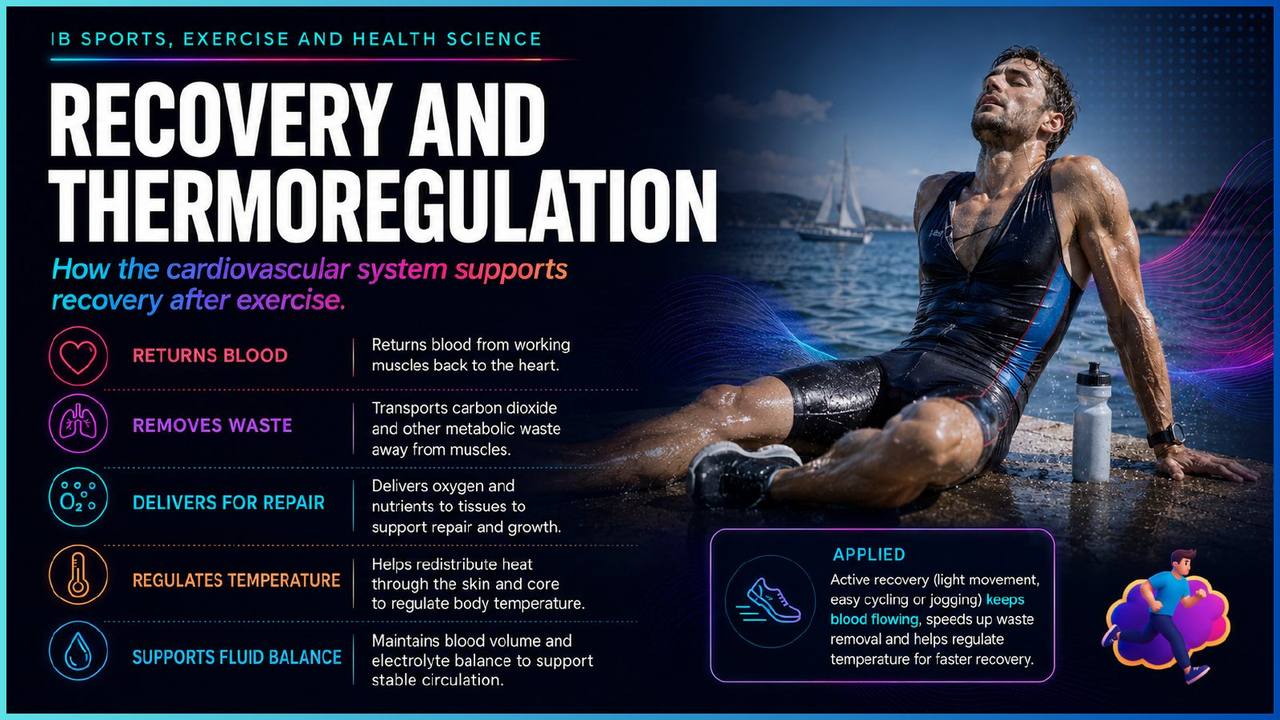 IB SPORTS, EXERCISE AND HEALTH SCIENCE
RECOVERY AND
THERMOREGULATION
How the cardiovascular system supports
recovery after exercise.
RETURNS BLOOD
Returns blood from working
muscles back to the heart.
REMOVES WASTE
Transports carbon dioxide
and other metabolic waste
away from muscles.
O₂
DELIVERS FOR REPAIR
Delivers oxygen and
nutrients to tissues to
support repair and growth.
REGULATES TEMPERATURE
Helps redistribute heat
through the skin and core
to regulate body temperature.
SUPPORTS FLUID BALANCE
Maintains blood volume and
electrolyte balance to support
stable circulation.
APPLIED
Active recovery (light movement,
easy cycling or jogging) keeps
blood flowing, speeds up waste
removal and helps regulate
temperature for faster recovery.